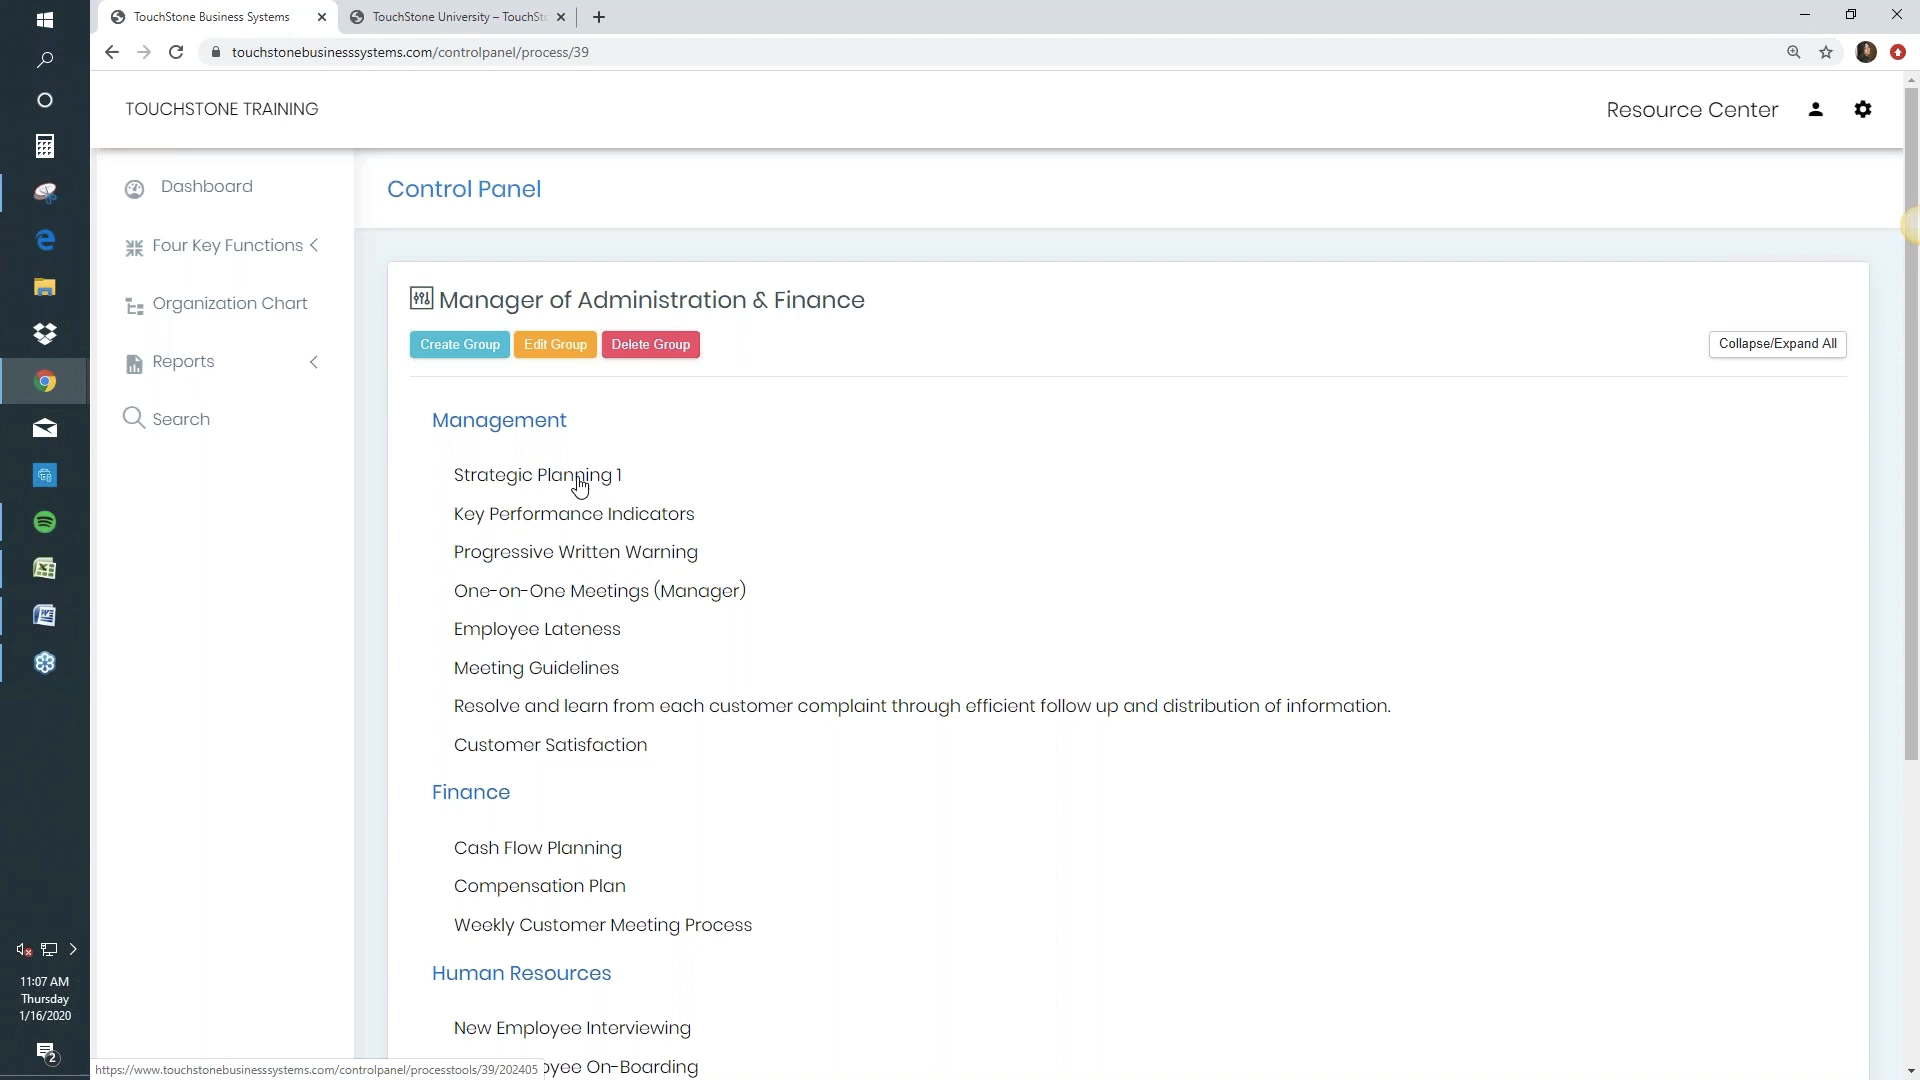 TouchStone Business Systems
TouchStone University – TouchSt
touchstonebusinesssystems.com/controlpanel/process/39
TOUCHSTONE TRAINING
Resource Center
Dashboard
Four Key Functions
Organization Chart
Reports
Search
Control Panel
Manager of Administration & Finance
Create Group
Edit Group
Delete Group
Collapse/Expand All
Management
Strategic Planning 1
Key Performance Indicators
Progressive Written Warning
One-on-One Meetings (Manager)
Employee Lateness
Meeting Guidelines
Resolve and learn from each customer complaint through efficient follow up and distribution of information.
Customer Satisfaction
Finance
Cash Flow Planning
Compensation Plan
Weekly Customer Meeting Process
Human Resources
New Employee Interviewing
yee On-Boarding
https://www.touchstonebusinesssystems.com/controlpanel/processtools/39/202405
11:07 AM
Thursday
1/16/2020
2